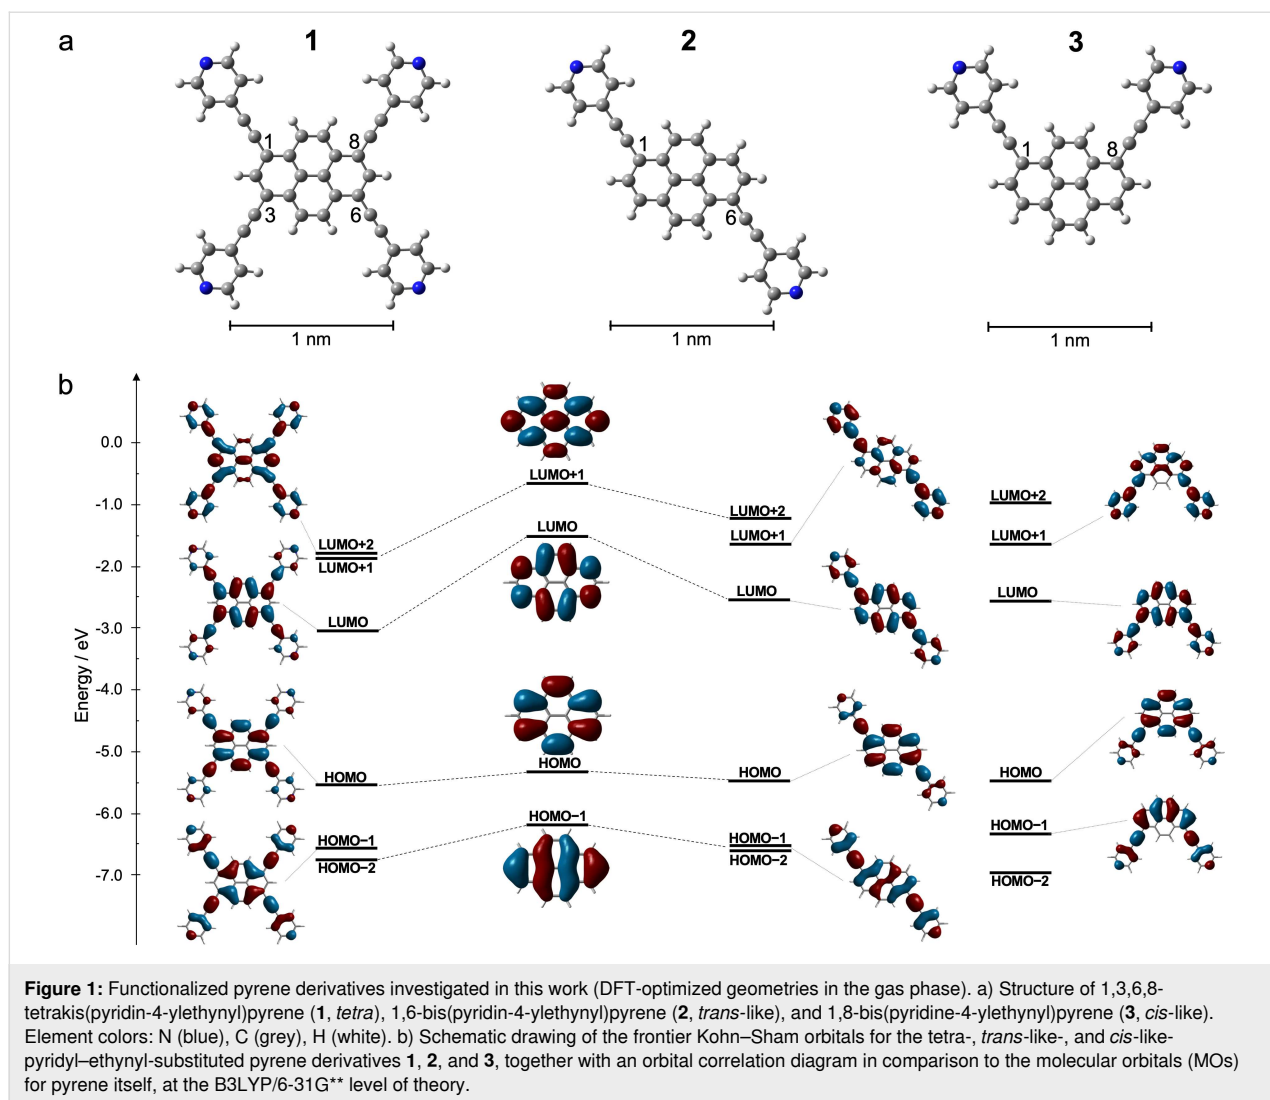 a
1
2
3
1
8
3
6
1
6
1
8
1 nm
1 nm
1 nm
b
Energy / eV
0.0
-1.0
-2.0
-3.0
-4.0
-5.0
-6.0
-7.0
LUMO+2
LUMO+1
LUMO
HOMO
HOMO−1
HOMO−2
LUMO+1
LUMO
HOMO
HOMO−1
LUMO+2
LUMO+1
LUMO
HOMO
HOMO−1
HOMO−2
LUMO+2
LUMO+1
LUMO
HOMO
HOMO−1
HOMO−2
Figure 1: Functionalized pyrene derivatives investigated in this work (DFT-optimized geometries in the gas phase). a) Structure of 1,3,6,8-
tetrakis(pyridin-4-ylethynyl)pyrene (1, tetra), 1,6-bis(pyridin-4-ylethynyl)pyrene (2, trans-like), and 1,8-bis(pyridine-4-ylethynyl)pyrene (3, cis-like).
Element colors: N (blue), C (grey), H (white). b) Schematic drawing of the frontier Kohn–Sham orbitals for the tetra-, trans-like-, and cis-like-
pyridyl–ethynyl-substituted pyrene derivatives 1, 2, and 3, together with an orbital correlation diagram in comparison to the molecular orbitals (MOs)
for pyrene itself, at the B3LYP/6-31G** level of theory.